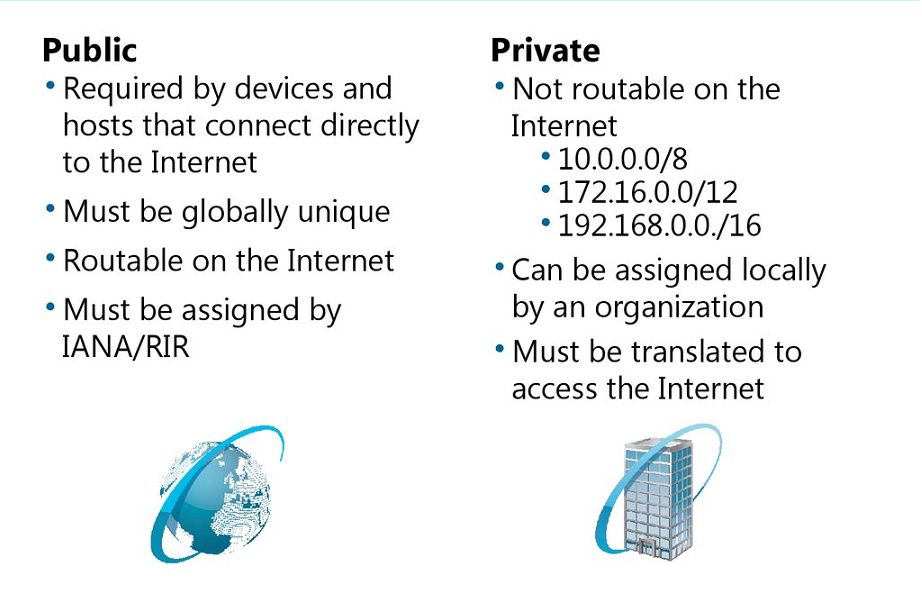 Public
• Required by devices and
hosts that connect directly
to the Internet
• Must be globally unique
• Routable on the Internet
• Must be assigned by
IANA/RIR
Private
• Not routable on the
Internet
• 10.0.0.0/8
• 172.16.0.0/12
• 192.168.0.0./16
• Can be assigned locally
by an organization
• Must be translated to
access the Internet